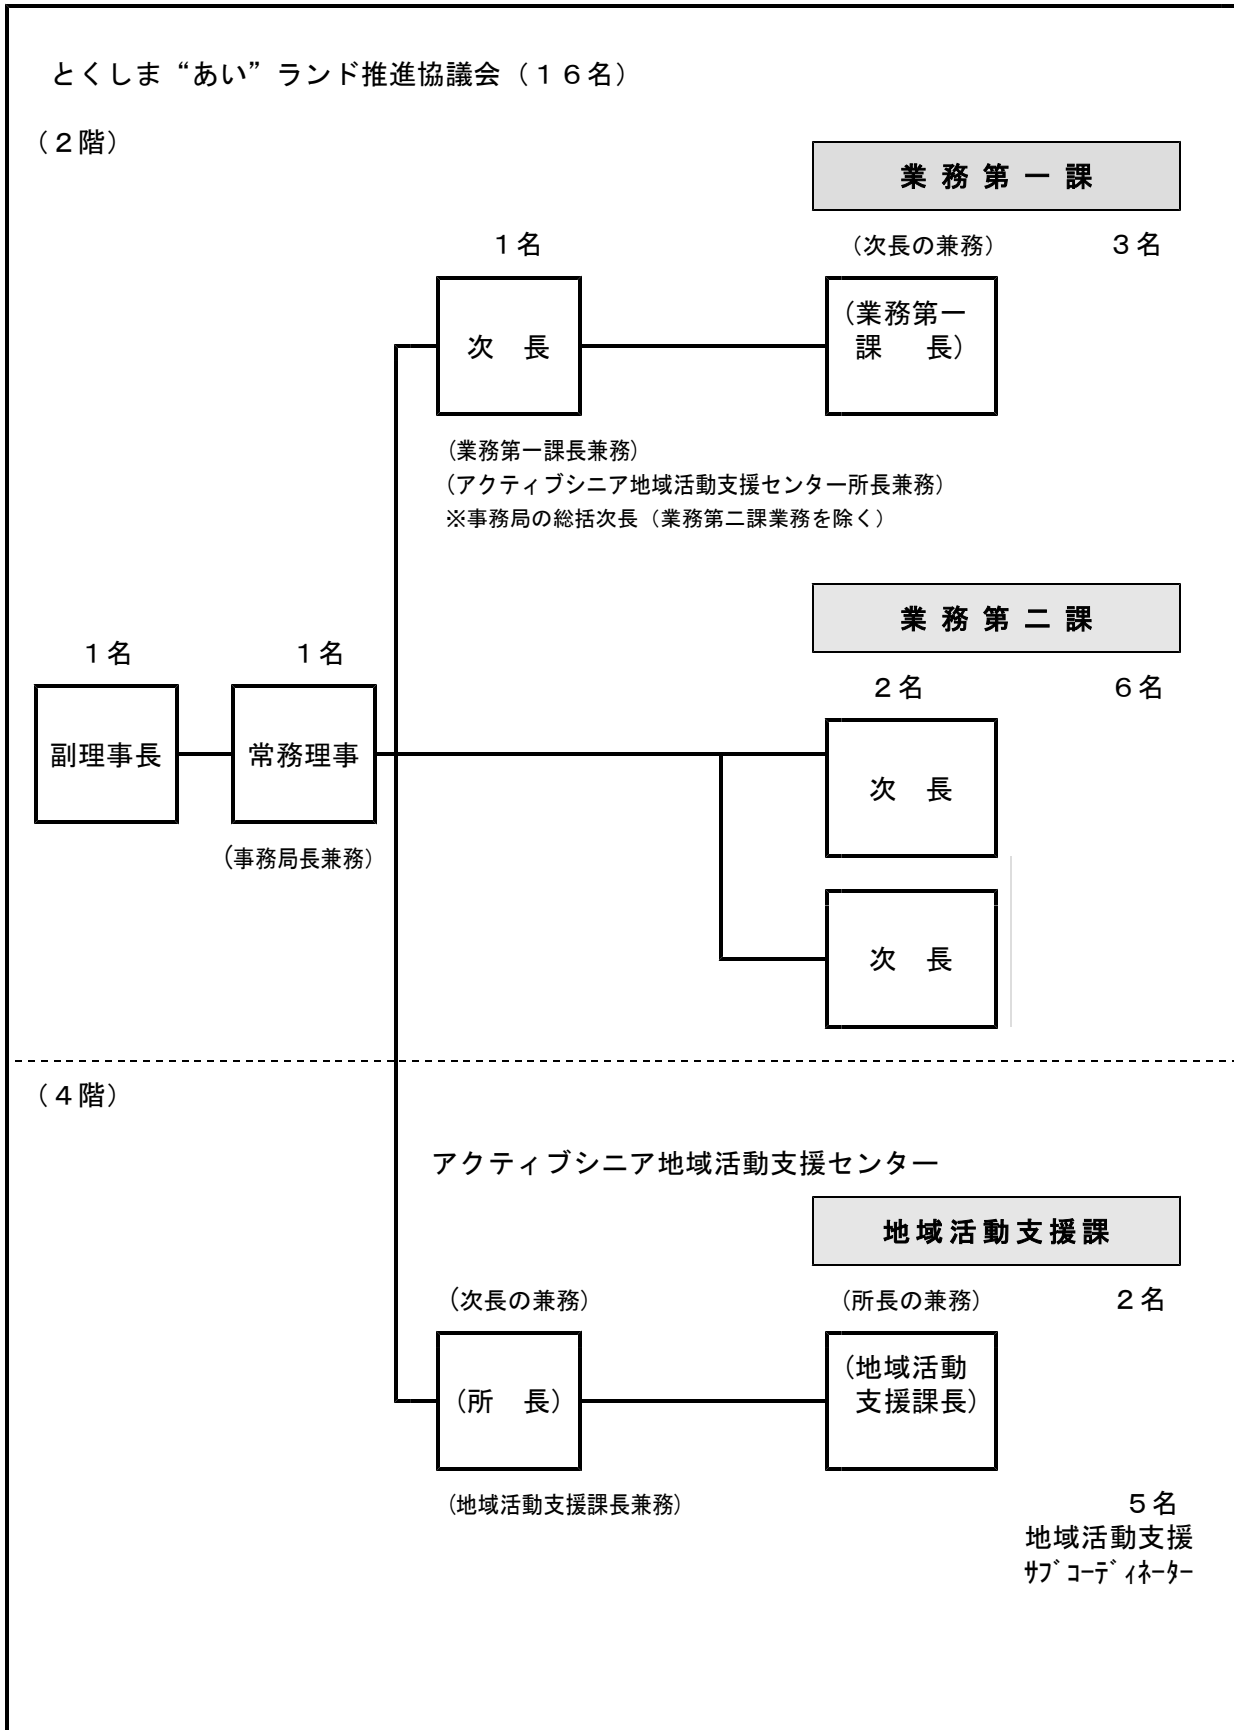 とくしま“あい”ランド推進協議会（１６名）
（２階）
業務第一課
１名
（次長の兼務）
３名
次　長
（業務第一
課　長）
（業務第一課長兼務）
（アクティブシニア地域活動支援センター所長兼務）
※事務局の総括次長（業務第二課業務を除く）
業務第二課
１名
１名
２名
６名
副理事長
常務理事
次　長
（事務局長兼務）
次　長
（４階）
アクティブシニア地域活動支援センター
地域活動支援課
（次長の兼務）
（所長の兼務）
２名
（所　長）
（地域活動
支援課長）
（地域活動支援課長兼務）
５名
地域活動支援
ｻﾌﾞｺｰﾃﾞｨﾈｰﾀｰ